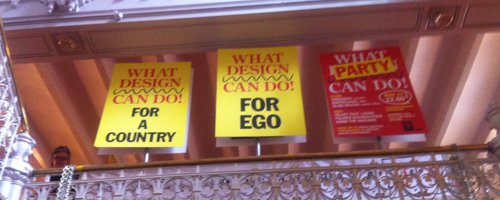 WHAT
DESIGN
CAN DO!
FOR
A
COUNTRY
WHAT
DESIGN
CAN DO!
FOR
EGO
WHAT
PARTY
CAN DO!